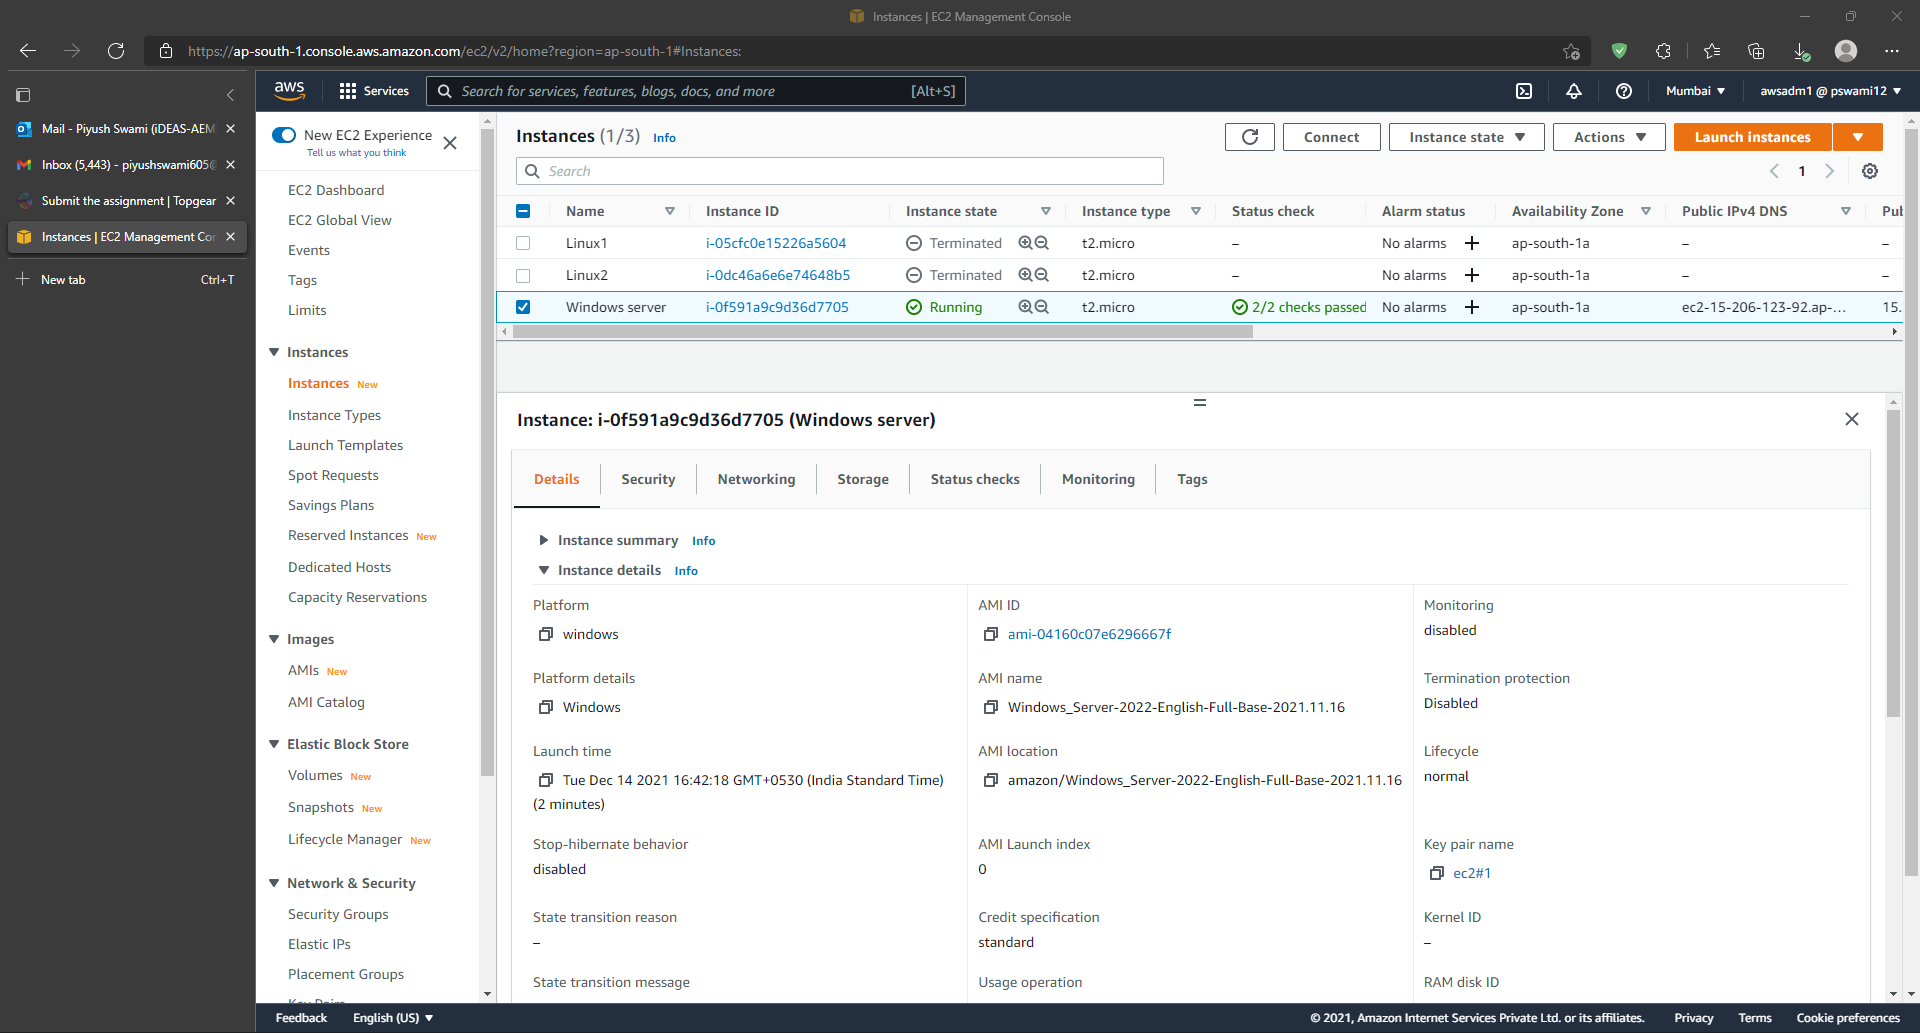 Instances | EC2 Management Console
https://ap-south-1.console.aws.amazon.com/ec2/v2/home?region=ap-south-1#Instances:
Mail - Piyush Swami (iDEAS-AEM
Inbox (5,443) - piyushswami605@
Submit the assignment | Topgear
Instances | EC2 Management Cor
New tab Ctrl+T
aws Services Search for services, features, blogs, docs, and more [Alt+S] Mumbai ▼ awsadm1 @ pswami12 ▼
New EC2 Experience
Tell us what you think
EC2 Dashboard
EC2 Global View
Events
Tags
Limits
Instances
Instances New
Instance Types
Launch Templates
Spot Requests
Savings Plans
Reserved Instances New
Dedicated Hosts
Capacity Reservations
Images
AMIs New
AMI Catalog
Elastic Block Store
Volumes New
Snapshots New
Lifecycle Manager New
Network & Security
Security Groups
Elastic IPs
Placement Groups
Key Pairs
Instances (1/3) Info
Connect Instance state ▼ Actions ▼ Launch instances ▼
Search
1
Name Instance ID Instance state Instance type Status check Alarm status Availability Zone Public IPv4 DNS Pub
Linux1 i-05cfc0e15226a5604 Terminated t2.micro – No alarms + ap-south-1a – –
Linux2 i-0dc46a6e6e74648b5 Terminated t2.micro – No alarms + ap-south-1a – –
Windows server i-0f591a9c9d36d7705 Running t2.micro 2/2 checks passed No alarms + ap-south-1a ec2-15-206-123-92.ap-... 15.
Instance: i-0f591a9c9d36d7705 (Windows server)
Details Security Networking Storage Status checks Monitoring Tags
Instance summary Info
Instance details Info
Platform
windows
AMI ID
ami-04160c07e6296667f
Monitoring
disabled
Platform details
Windows
AMI name
Windows_Server-2022-English-Full-Base-2021.11.16
Termination protection
Disabled
Launch time
Tue Dec 14 2021 16:42:18 GMT+0530 (India Standard Time)
(2 minutes)
AMI location
amazon/Windows_Server-2022-English-Full-Base-2021.11.16
Lifecycle
normal
Stop-hibernate behavior
disabled
AMI Launch index
0
Key pair name
ec2#1
State transition reason
–
Credit specification
standard
Kernel ID
–
State transition message
Usage operation
RAM disk ID
Feedback English (US) ▼ © 2021, Amazon Internet Services Private Ltd. or its affiliates. Privacy Terms Cookie preferences